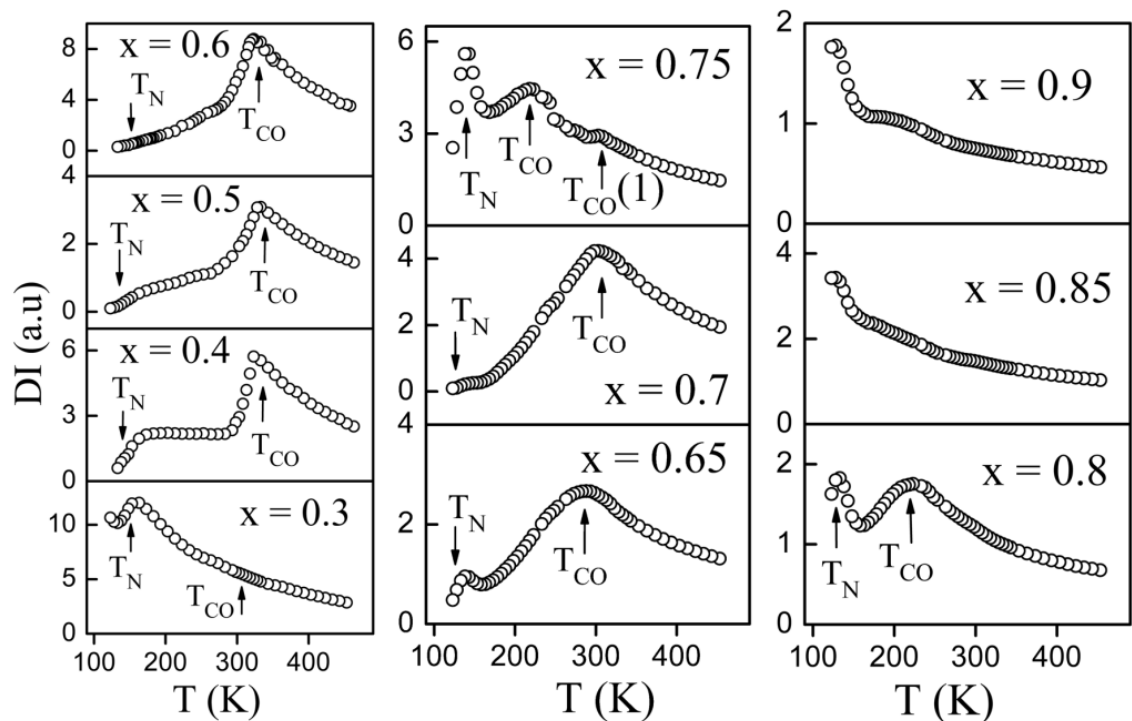 DI (a.u)
8
4
0
x = 0.6
T_N
T_CO
4
2
0
x = 0.5
T_N
T_CO
6
3
0
x = 0.4
T_N
T_CO
10
5
0
x = 0.3
T_N
T_CO
100 200 300 400
T (K)
6
3
0
x = 0.75
T_CO
T_N
T_CO(1)
4
2
0
T_N
T_CO
x = 0.7
4
2
0
x = 0.65
T_N
T_CO
100 200 300 400
T (K)
2
1
0
x = 0.9
4
2
0
x = 0.85
2
1
0
x = 0.8
T_N
T_CO
100 200 300 400
T (K)